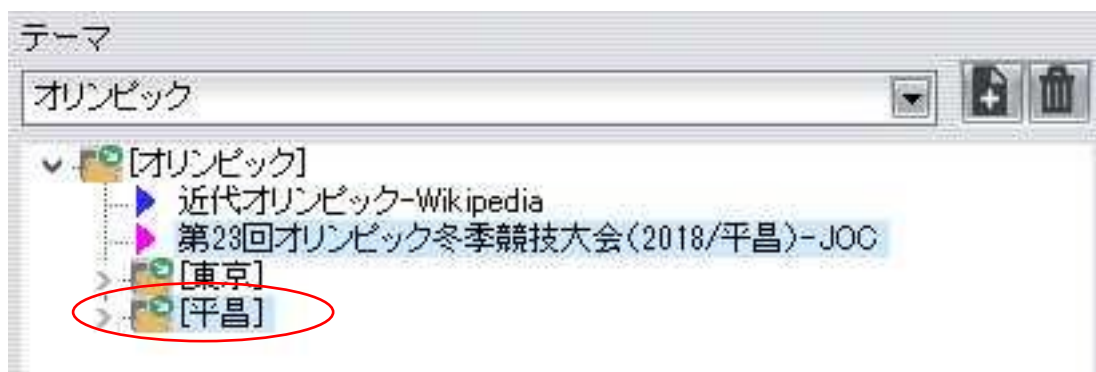 テーマ
オリンピック
[オリンピック]
近代オリンピック-Wikipedia
第23回オリンピック冬季競技大会(2018/平昌)-JOC
[東京]
[平昌]